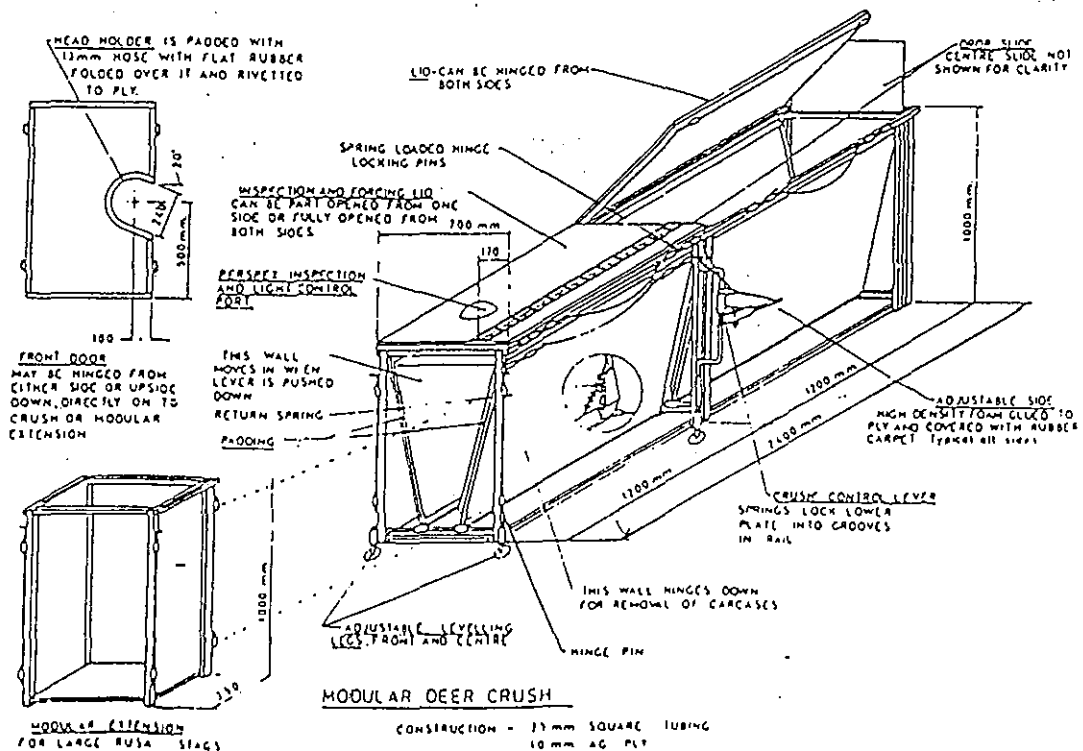 HEAD HOLDER IS PADDED WITH
13mm HOSE WITH FLAT RUBBER
FOLDED OVER IT AND RIVETTED
TO PLY.
20°
240
500mm
100
FRONT DOOR
MAY BE HINGED FROM
EITHER SIDE OR UPSIDE
DOWN, DIRECTLY ON TO
CRUSH OR MODULAR
EXTENSION
LID-CAN BE HINGED FROM
BOTH SIDES
DROP SLIDE
CENTRE SLIDE NOT
SHOWN FOR CLARITY
SPRING LOADED HINGE
LOCKING PINS
INSPECTION AND FORCING LID
CAN BE PART OPENED FROM ONE
SIDE OR FULLY OPENED FROM
BOTH SIDES
700 mm
170
PERSPEX INSPECTION
AND LIGHT CONTROL
PORT
THIS WALL
MOVES IN WHEN
LEVER IS PUSHED
DOWN
RETURN SPRING
PADDING
1000 mm
1200 mm
2400 mm
1200 mm
ADJUSTABLE SIDE
HIGH DENSITY FOAM GLUED TO
PLY AND COVERED WITH RUBBER
CARPET Typical all sides
CRUSH CONTROL LEVER
SPRINGS LOCK LOWER
PLATE INTO GROOVES
IN RAIL
THIS WALL HINGES DOWN
FOR REMOVAL OF CARCASES
ADJUSTABLE LEVELLING
LEGS, FRONT AND CENTRE
HINGE PIN
1000 mm
MODULAR EXTENSION
FOR LARGE RUSA STAGS
MODULAR DEER CRUSH
CONSTRUCTION - mm SQUARE TUBING
10 mm AG PLY